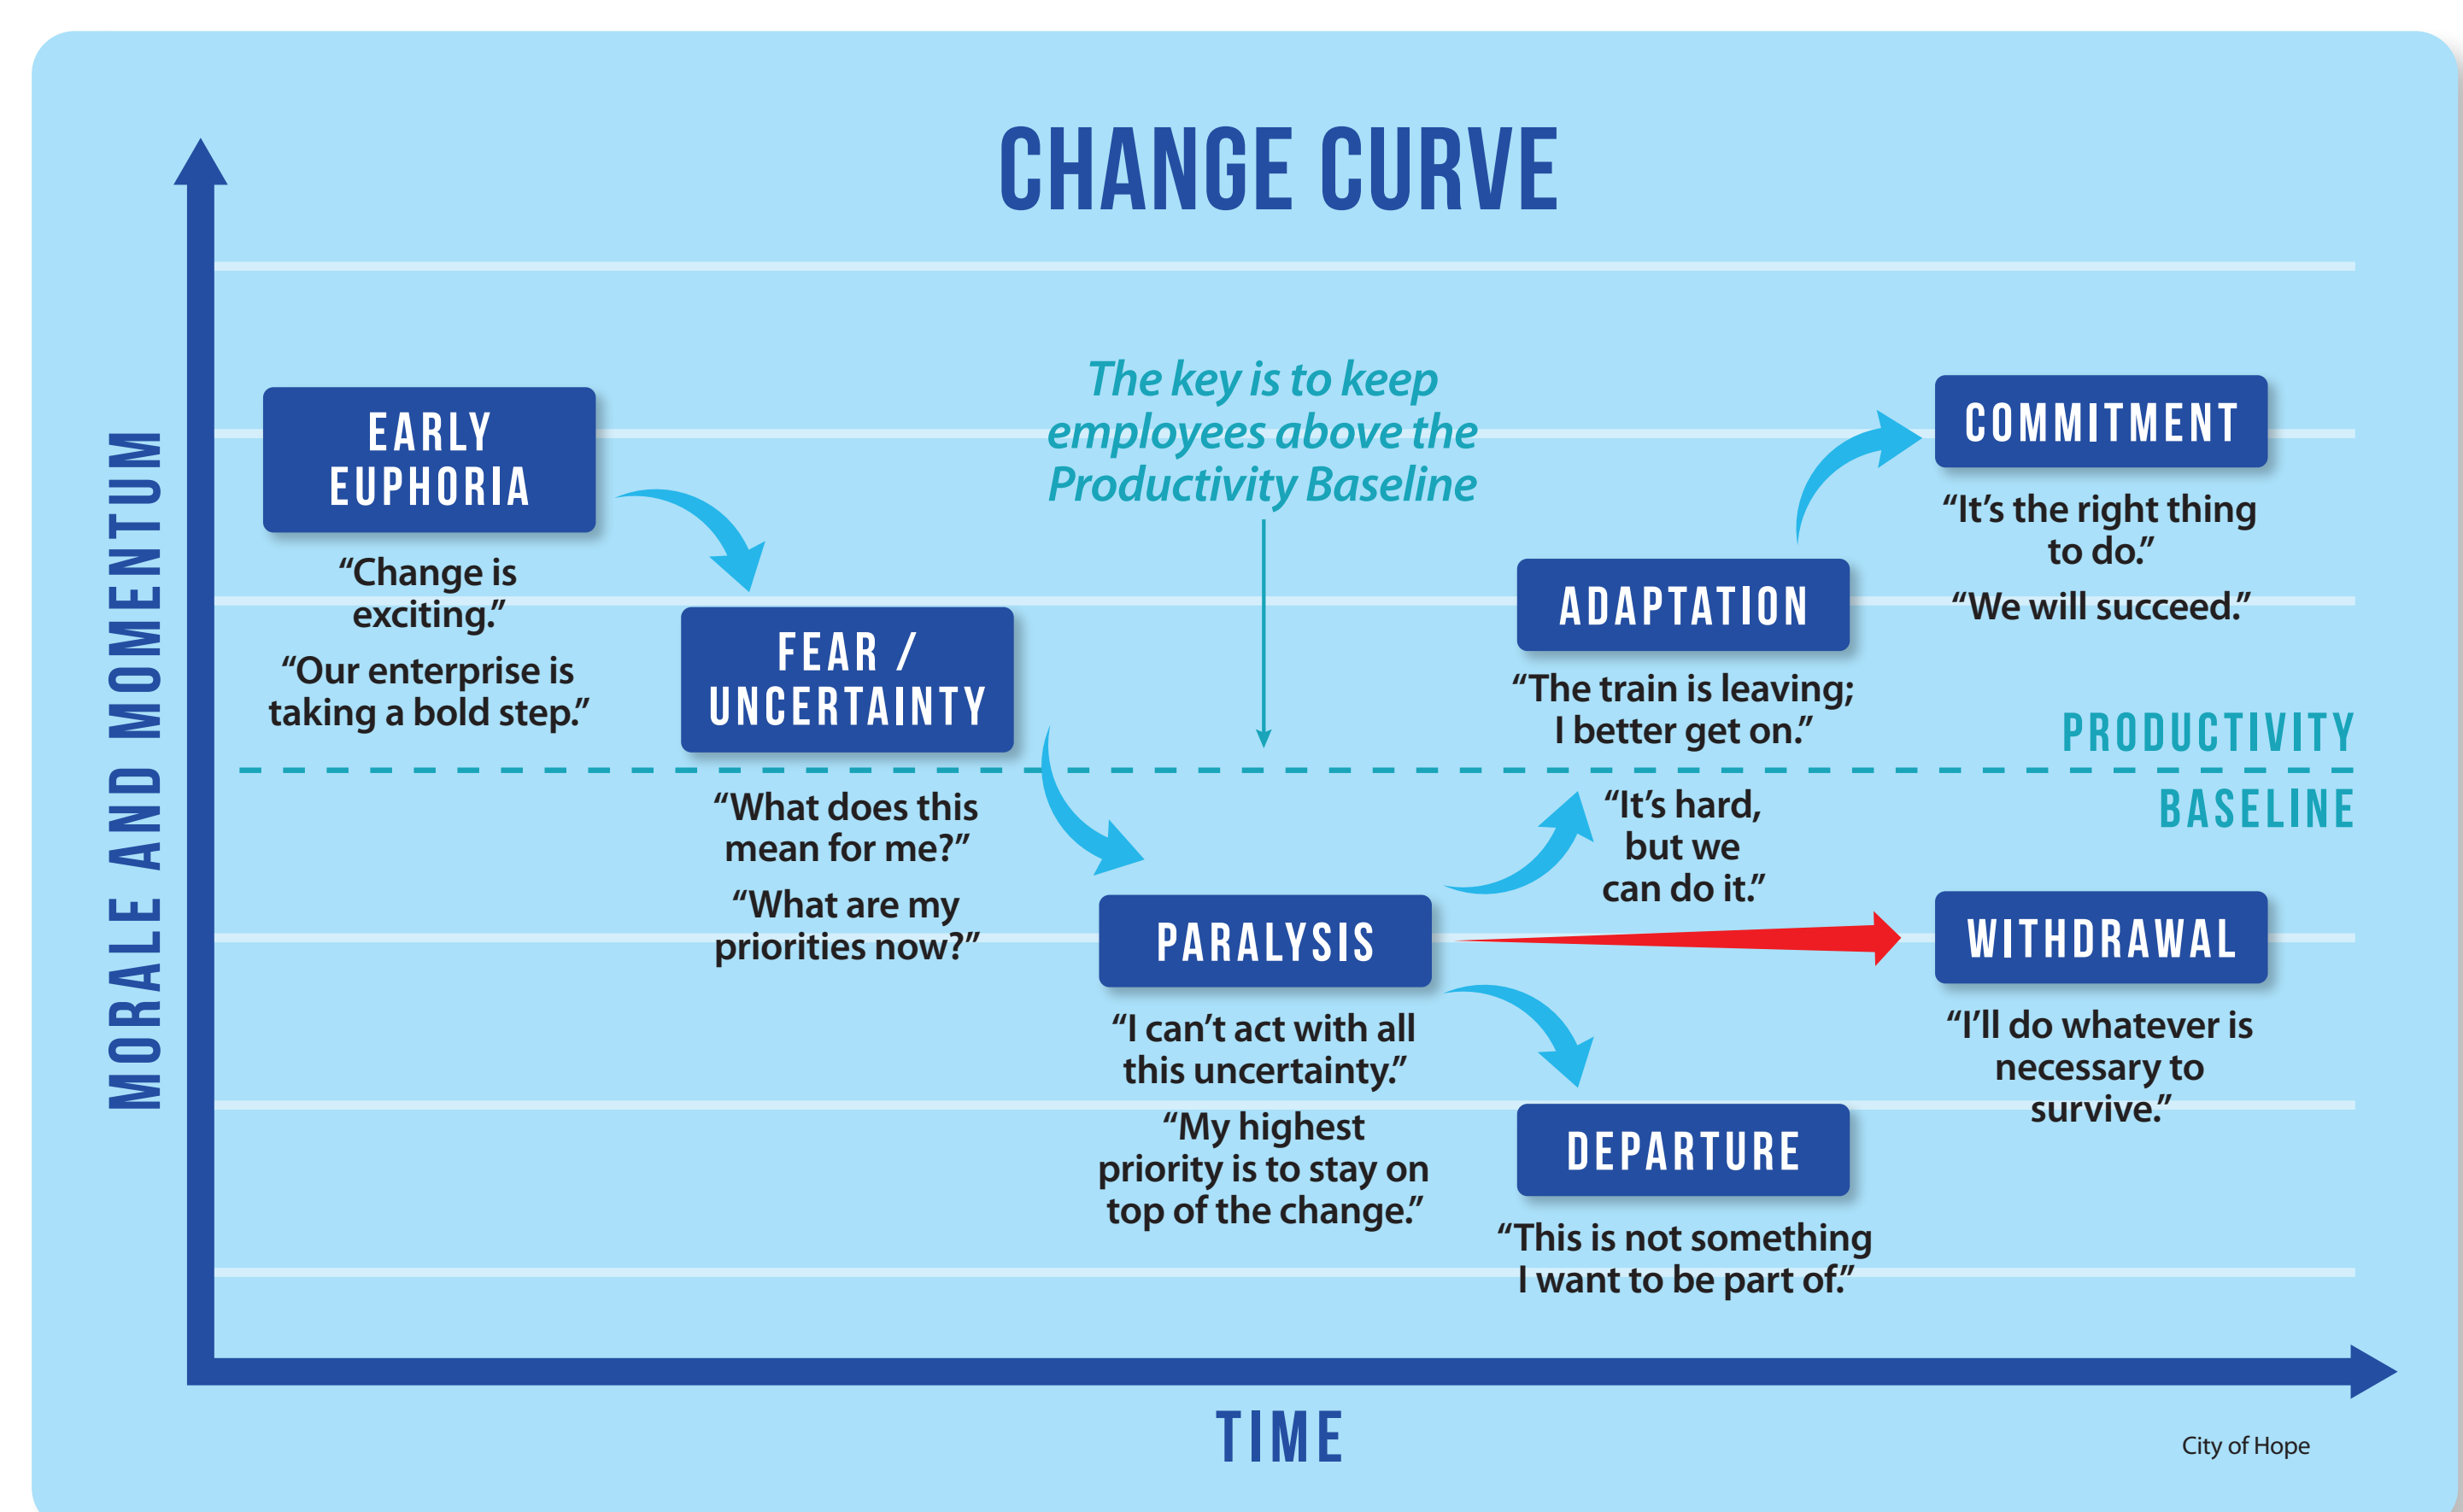 CHANGE CURVE
MORALE AND MOMENTUM
EARLY
EUPHORIA
“Change is
exciting.”
“Our enterprise is
taking a bold step.”
FEAR /
UNCERTAINTY
“What does this
mean for me?”
“What are my
priorities now?”
The key is to keep
employees above the
Productivity Baseline
PARALYSIS
“I can’t act with all
this uncertainty.”
“My highest
priority is to stay on
top of the change.”
ADAPTATION
“The train is leaving;
I better get on.”
“It’s hard,
but we
can do it.”
DEPARTURE
“This is not something
I want to be part of.”
COMMITMENT
“It’s the right thing
to do.”
“We will succeed.”
PRODUCTIVITY
BASELINE
WITHDRAWAL
“I’ll do whatever is
necessary to
survive.”
TIME
City of Hope